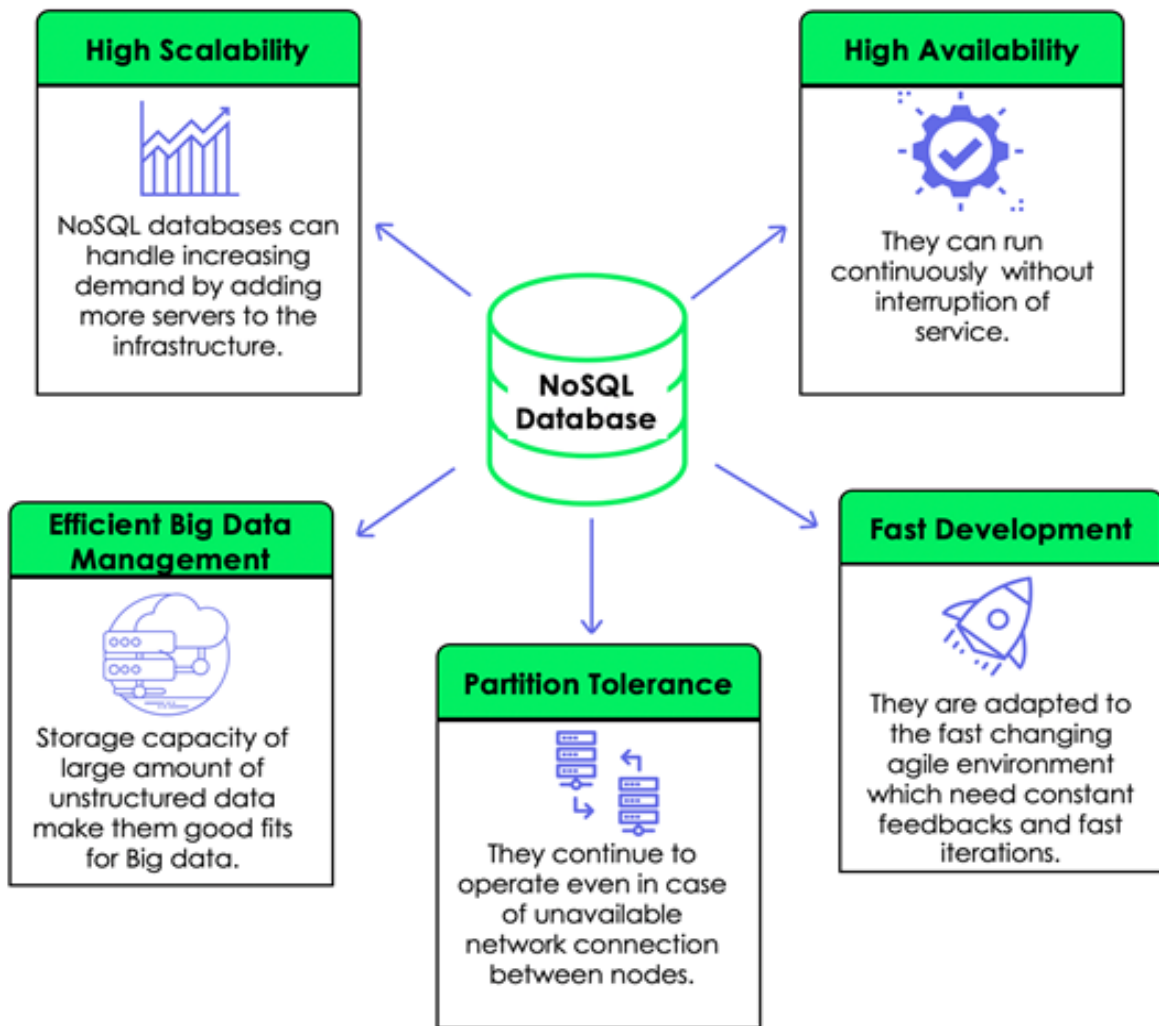 High Scalability
NoSQL databases can
handle increasing
demand by adding
more servers to the
infrastructure.
High Availability
They can run
continuously without
interruption of
service.
NoSQL
Database
Efficient Big Data
Management
Storage capacity of
large amount of
unstructured data
make them good fits
for Big data.
Partition Tolerance
They continue to
operate even in case
of unavailable
network connection
between nodes.
Fast Development
They are adapted to
the fast changing
agile environment
which need constant
feedbacks and fast
iterations.